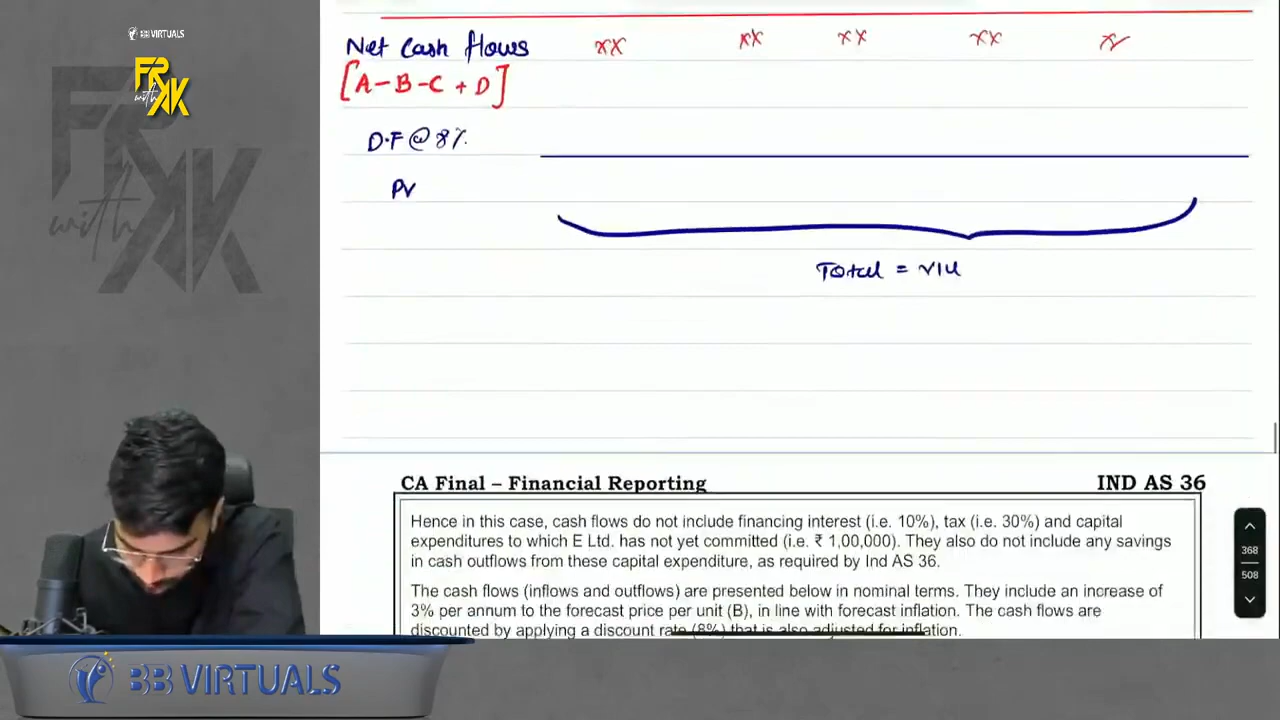 BB VIRTUALS
FR
with
AK
FR
with
AK
Net Cash flows xx xx xx xx xx
[A-B-C+D]
D.F @ 8%
PV
Total = VIU
CA Final – Financial Reporting IND AS 36
Hence in this case, cash flows do not include financing interest (i.e. 10%), tax (i.e. 30%) and capital
expenditures to which E Ltd. has not yet committed (i.e. ₹ 1,00,000). They also do not include any savings
in cash outflows from these capital expenditure, as required by Ind AS 36.
The cash flows (inflows and outflows) are presented below in nominal terms. They include an increase of
3% per annum to the forecast price per unit (B), in line with forecast inflation. The cash flows are
discounted by applying a discount rate (8%) that is also adjusted for inflation.
368
508
BB VIRTUALS